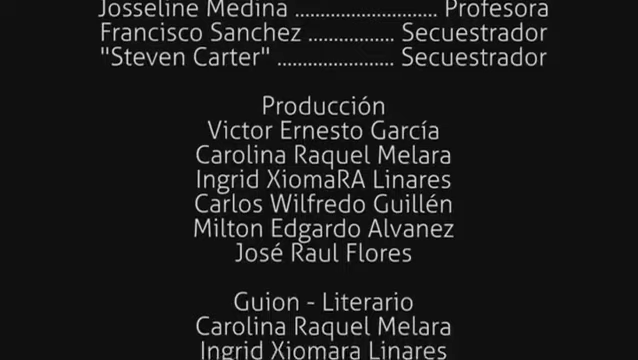 Josseline Medina ............................ Profesora
Francisco Sanchez ................. Secuestrador
"Steven Carter" ....................... Secuestrador
Producción
Victor Ernesto García
Carolina Raquel Melara
Ingrid XiomaRA Linares
Carlos Wilfredo Guillén
Milton Edgardo Alvanez
José Raul Flores
Guion - Literario
Carolina Raquel Melara
Ingrid Xiomara Linares